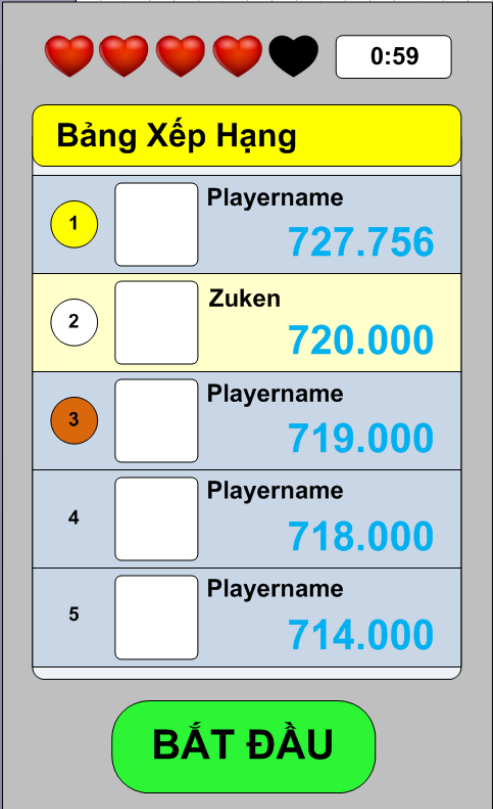 0:59
Bảng Xếp Hạng
1
Playername
727.756
2
Zuken
720.000
3
Playername
719.000
4
Playername
718.000
5
Playername
714.000
BẮT ĐẦU